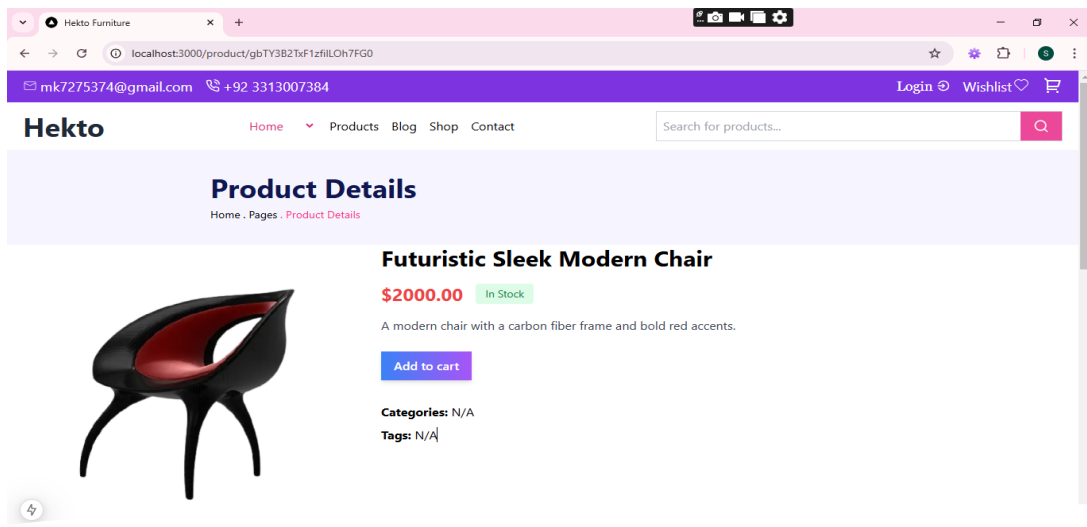 Hekto Furniture
localhost:3000/product/gbTY3B2TxF1zfilLOh7FG0
S
mk7275374@gmail.com +92 3313007384 Login Wishlist
Hekto Home Products Blog Shop Contact Search for products...
Product Details
Home . Pages . Product Details
Futuristic Sleek Modern Chair
$2000.00 In Stock
A modern chair with a carbon fiber frame and bold red accents.
Add to cart
Categories: N/A
Tags: N/A